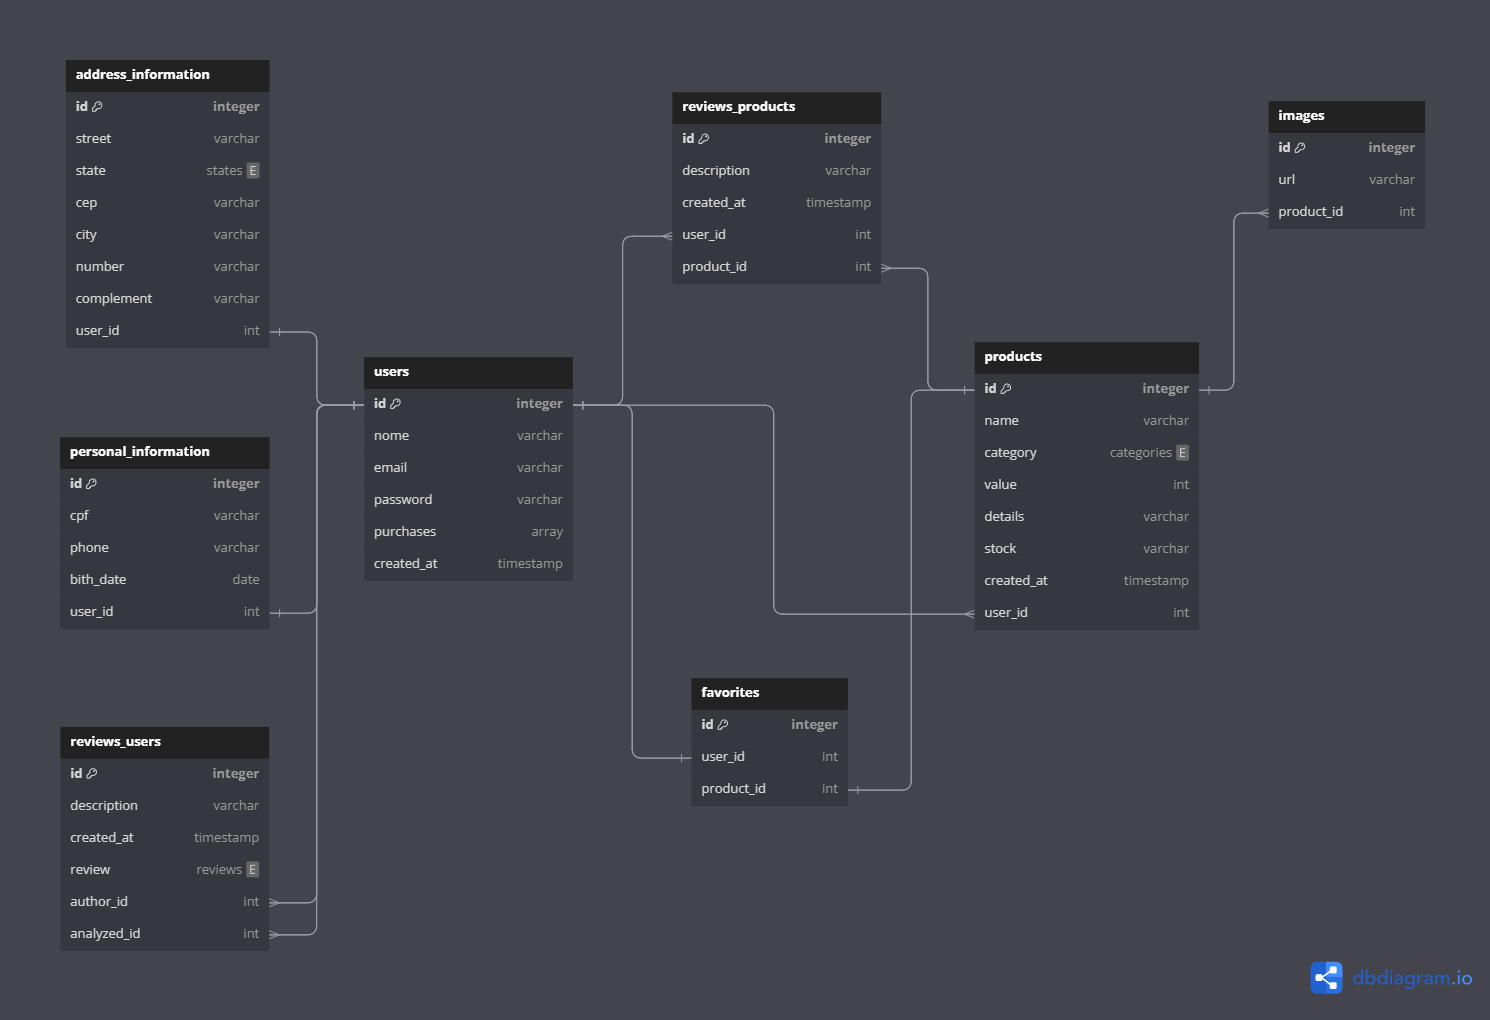 address_information
id integer
street varchar
state states E
cep varchar
city varchar
number varchar
complement varchar
user_id int
personal_information
id integer
cpf varchar
phone varchar
bith_date date
user_id int
reviews_users
id integer
description varchar
created_at timestamp
review reviews E
author_id int
analyzed_id int
users
id integer
nome varchar
email varchar
password varchar
purchases array
created_at timestamp
reviews_products
id integer
description varchar
created_at timestamp
user_id int
product_id int
favorites
id integer
user_id int
product_id int
products
id integer
name varchar
category categories E
value int
details varchar
stock varchar
created_at timestamp
user_id int
images
id integer
url varchar
product_id int
dbdiagram.io